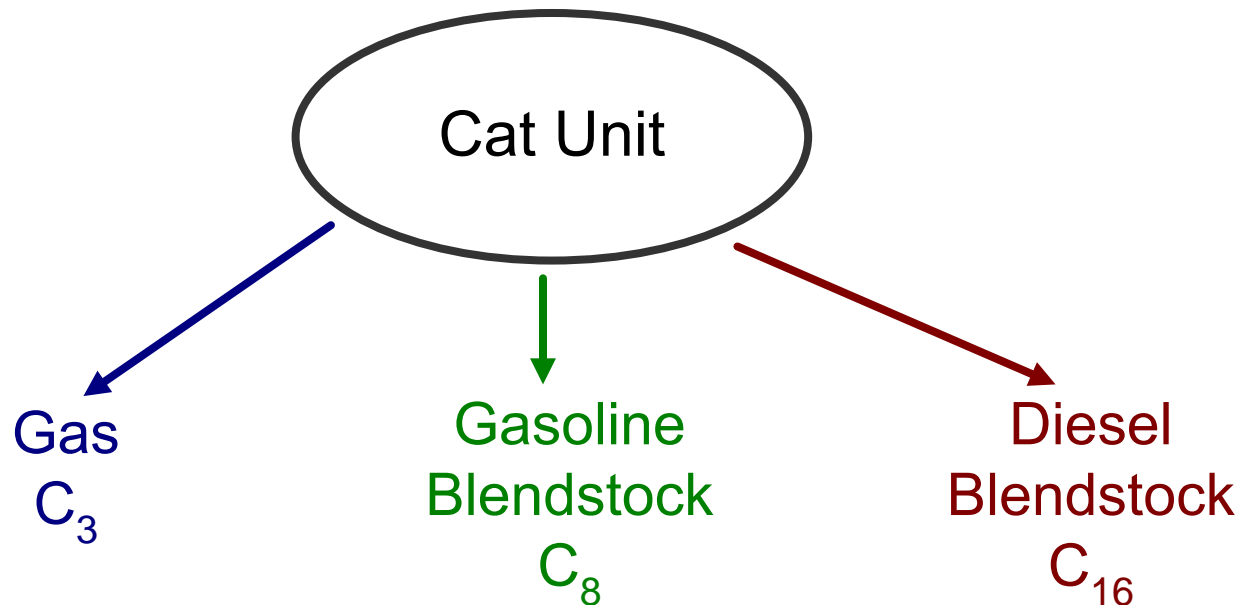 Cat Unit
Gas
C₃
Gasoline
Blendstock
C₈
Diesel
Blendstock
C₁₆